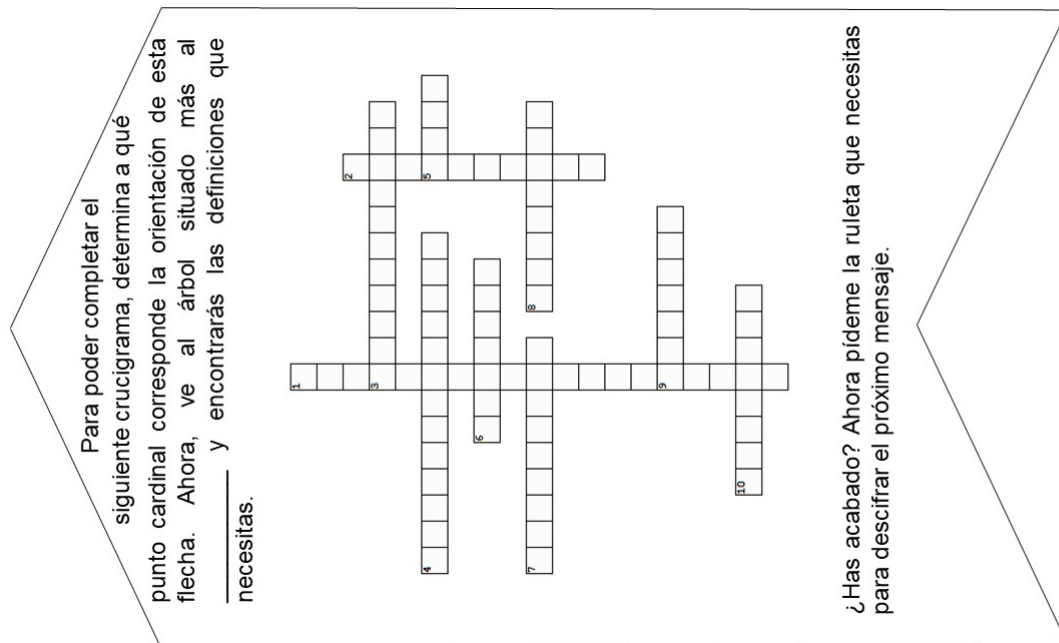 Para poder completar el
siguiente crucigrama, determina a qué
punto cardinal corresponde la orientación de esta
flecha. Ahora, ve al árbol situado más al
__________ y encontrarás las definiciones que
necesitas.
1
2
3
4
5
6
7
8
9
10
¿Has acabado? Ahora pídeme la ruleta que necesitas
para descifrar el próximo mensaje.